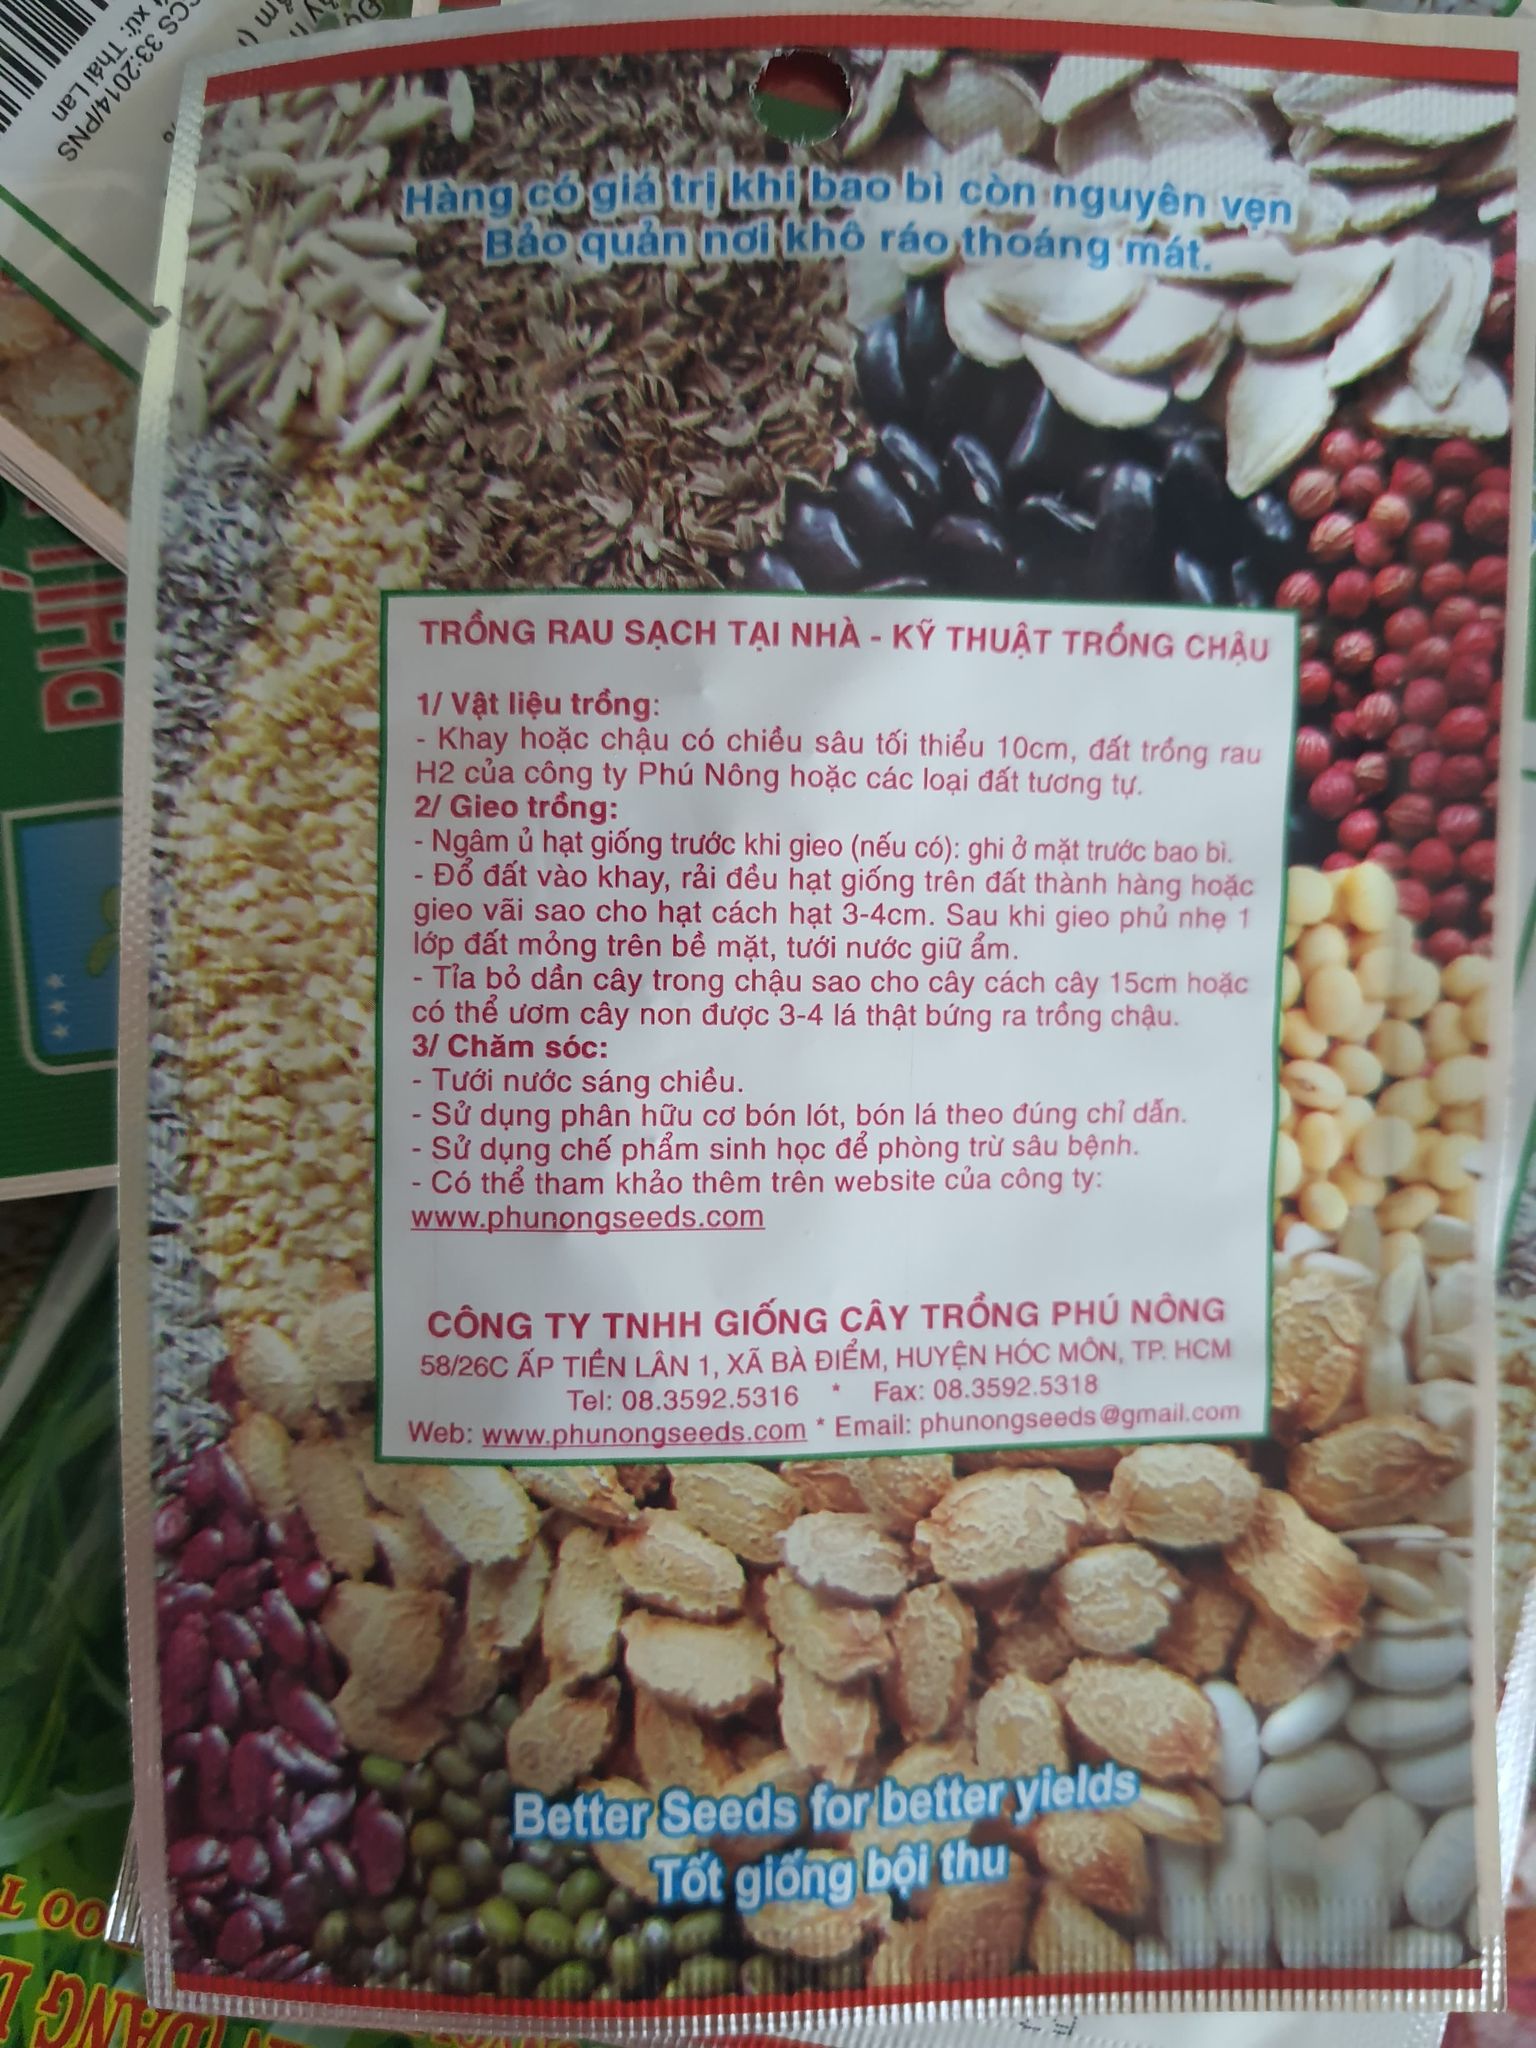 CCS 33:2014/PNS
xứ: Thái Lan
PHÚ
Hàng có giá trị khi bao bì còn nguyên vẹn
Bảo quản nơi khô ráo thoáng mát.
TRỒNG RAU SẠCH TẠI NHÀ - KỸ THUẬT TRỒNG CHẬU
1/ Vật liệu trồng:
- Khay hoặc chậu có chiều sâu tối thiểu 10cm, đất trồng rau
H2 của công ty Phú Nông hoặc các loại đất tương tự.
2/ Gieo trồng:
- Ngâm ủ hạt giống trước khi gieo (nếu có): ghi ở mặt trước bao bì.
- Đổ đất vào khay, rải đều hạt giống trên đất thành hàng hoặc
gieo vãi sao cho hạt cách hạt 3-4cm. Sau khi gieo phủ nhẹ 1
lớp đất mỏng trên bề mặt, tưới nước giữ ẩm.
- Tỉa bỏ dần cây trong chậu sao cho cây cách cây 15cm hoặc
có thể ươm cây non được 3-4 lá thật bứng ra trồng chậu.
3/ Chăm sóc:
- Tưới nước sáng chiều.
- Sử dụng phân hữu cơ bón lót, bón lá theo đúng chỉ dẫn.
- Sử dụng chế phẩm sinh học để phòng trừ sâu bệnh.
- Có thể tham khảo thêm trên website của công ty:
www.phunongseeds.com
CÔNG TY TNHH GIỐNG CÂY TRỒNG PHÚ NÔNG
58/26C ẤP TIỀN LÂN 1, XÃ BÀ ĐIỂM, HUYỆN HÓC MÔN, TP. HCM
Tel: 08.3592.5316 * Fax: 08.3592.5318
Web: www.phunongseeds.com * Email: phunongseeds@gmail.com
Better Seeds for better yields
Tốt giống bội thu